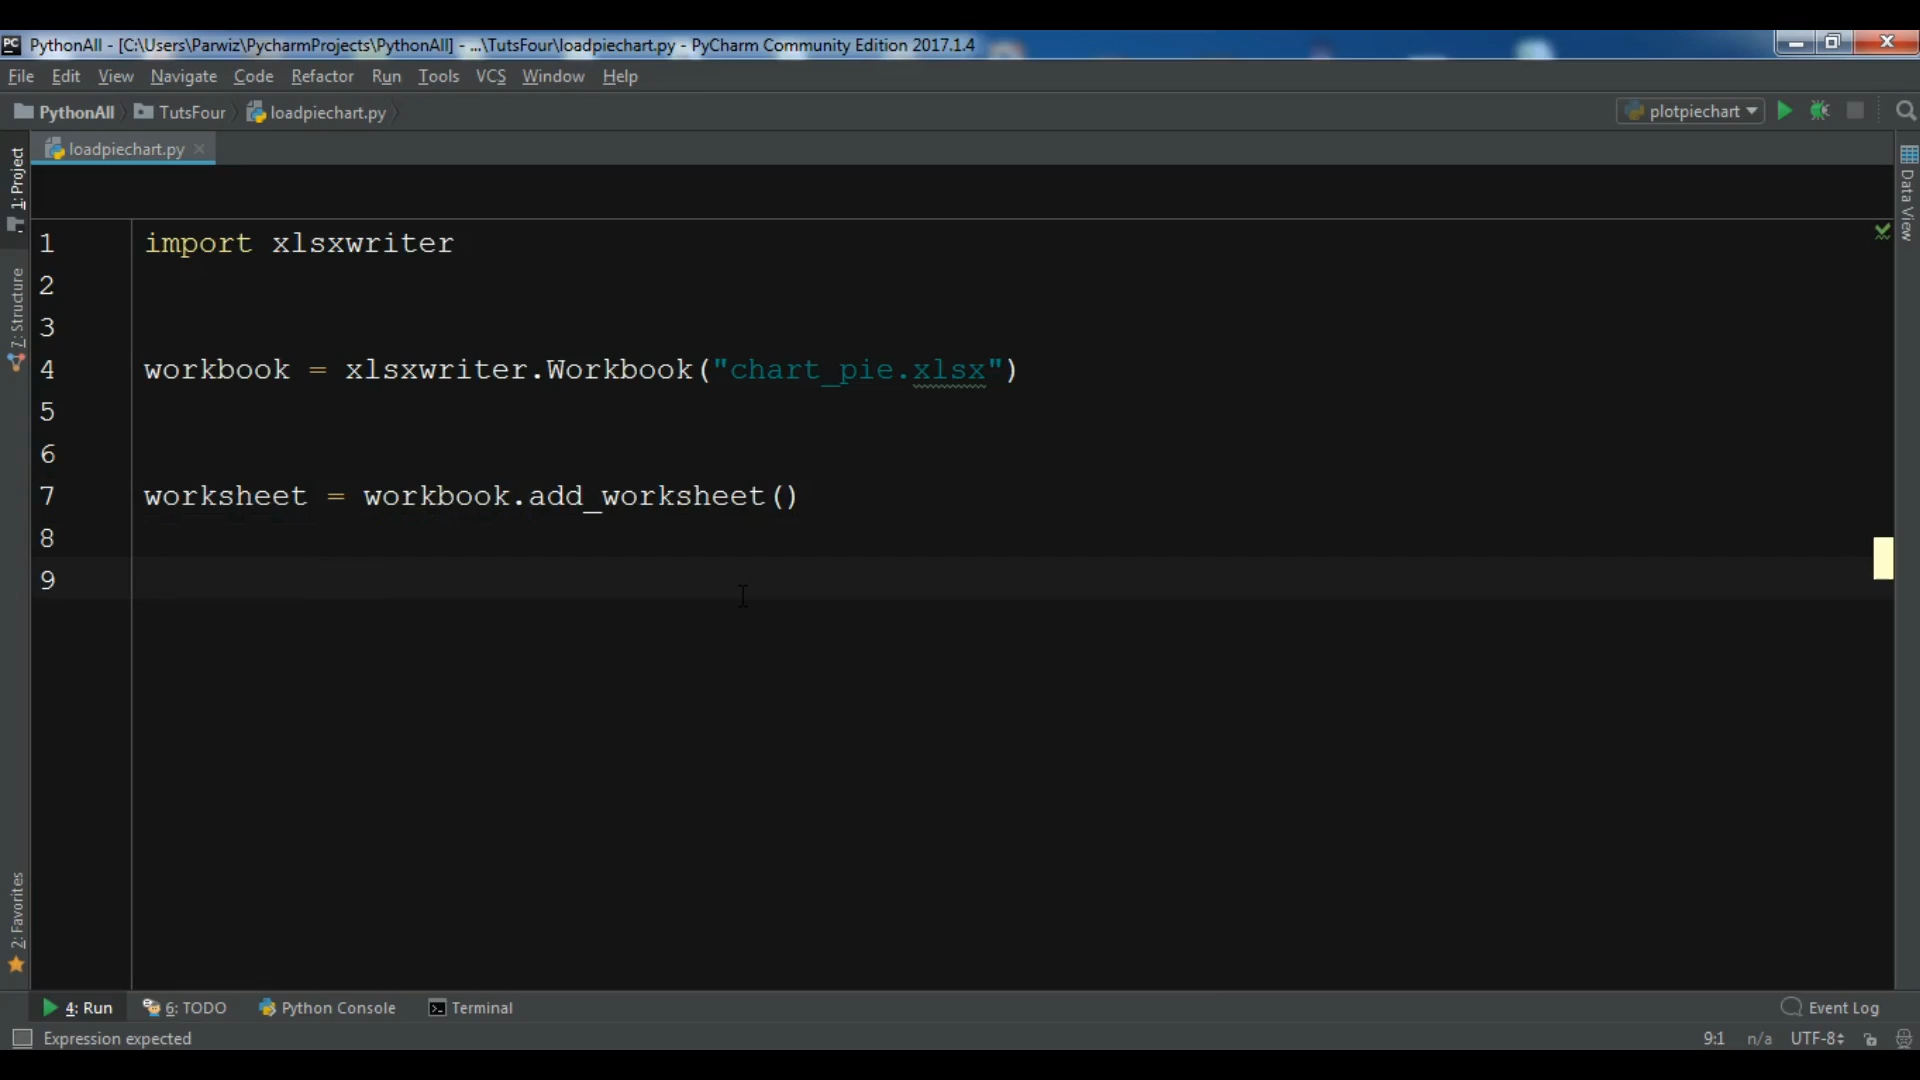 PC PythonAll - [C:\Users\Parwiz\PycharmProjects\PythonAll] - ...\TutsFour\loadpiechart.py - PyCharm Community Edition 2017.1.4
File Edit View Navigate Code Refactor Run Tools VCS Window Help
PythonAll TutsFour loadpiechart.py plotpiechart
loadpiechart.py
1: Project
7: Structure
2: Favorites
Data View
1 import xlsxwriter
2
3
4 workbook = xlsxwriter.Workbook("chart_pie.xlsx")
5
6
7 worksheet = workbook.add_worksheet()
8
9
4: Run 6: TODO Python Console Terminal Event Log
Expression expected 9:1 n/a UTF-8